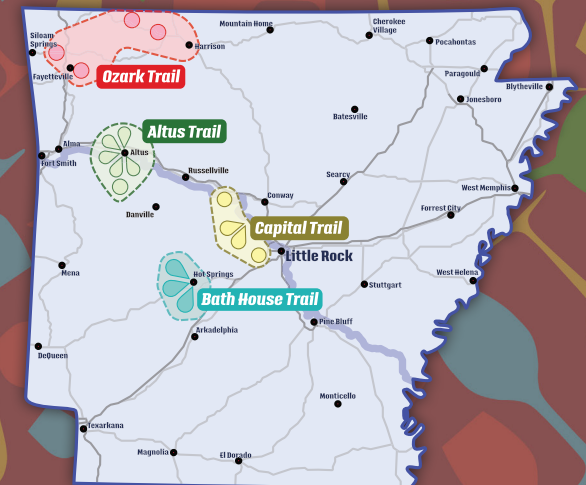 Mountain Home
Cherokee
Village
Pocahontas
Siloam
Springs
Harrison
Fayetteville
Ozark Trail
Paragould
Blytheville
Jonesboro
Batesville
Altus Trail
Alma
Altus
Fort Smith
Russellville
Searcy
West Memphis
Conway
Danville
Forrest City
Capital Trail
Little Rock
Mena
Hot Springs
West Helena
Stuttgart
Bath House Trail
Pine Bluff
Arkadelphia
DeQueen
Monticello
Texarkana
Magnolia
El Dorado